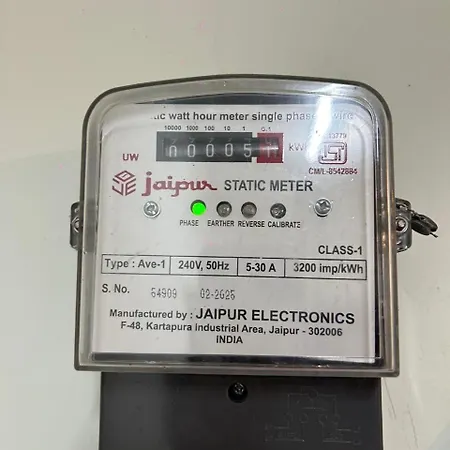 watt hour meter single phase
10000 1000 100 10 1 0.1
000051
kW
UW
CM/L-8542884
jaipur STATIC METER
PHASE EARTHER REVERSE CALIBRATE
CLASS-1
Type : Ave-1 240V, 50Hz 5-30 A 3200 imp/kWh
S. No. 64909 02-2025
Manufactured by : JAIPUR ELECTRONICS
F-48, Kartapura industrial Area, Jaipur - 302006
INDIA